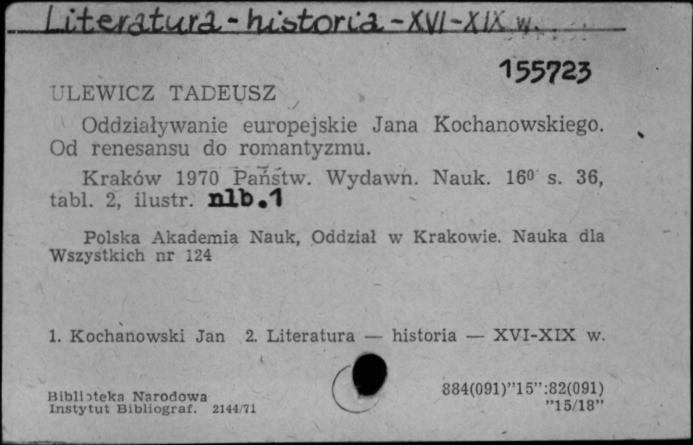 Literatura - historia - XVI-XIX w.
155723
ULEWICZ TADEUSZ
Oddziaływanie europejskie Jana Kochanowskiego.
Od renesansu do romantyzmu.
Kraków 1970 Państw. Wydawn. Nauk. 16⁰ s. 36,
tabl. 2, ilustr. nlb.1
Polska Akademia Nauk, Oddział w Krakowie. Nauka dla
Wszystkich nr 124
1. Kochanowski Jan 2. Literatura — historia — XVI-XIX w.
Biblioteka Narodowa
Instytut Bibliograf. 2144/71
884(091)"15":82(091)
"15/18"